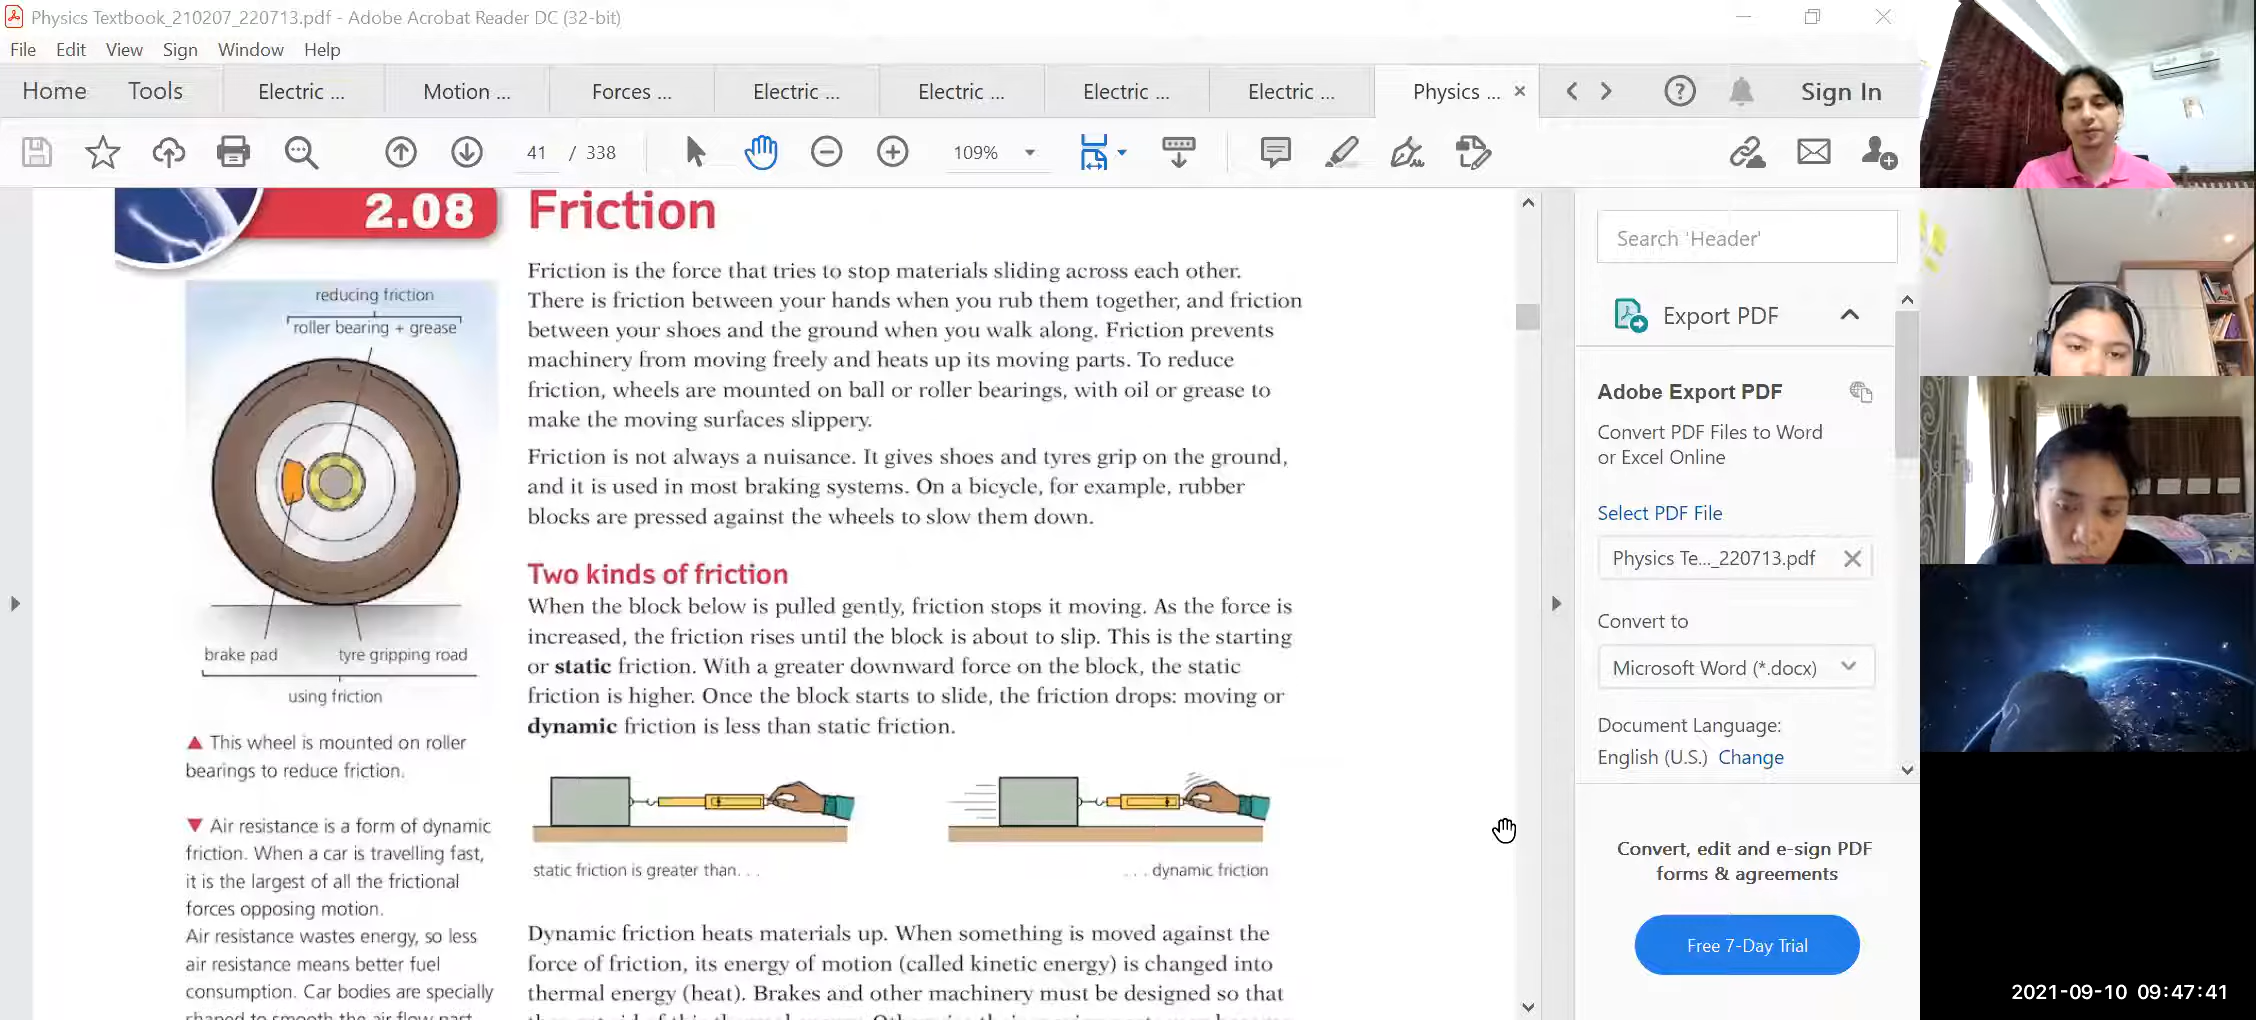 Physics Textbook_210207_220713.pdf - Adobe Acrobat Reader DC (32-bit)
File Edit View Sign Window Help
Home Tools Electric ... Motion ... Forces ... Electric ... Electric ... Electric ... Electric ... Physics ... Sign In
41 / 338 109%
2.08 Friction
reducing friction
roller bearing + grease
brake pad tyre gripping road
using friction
▲ This wheel is mounted on roller
bearings to reduce friction.
▼ Air resistance is a form of dynamic
friction. When a car is travelling fast,
it is the largest of all the frictional
forces opposing motion.
Air resistance wastes energy, so less
air resistance means better fuel
consumption. Car bodies are specially
shaped to smooth the air flow past
Friction is the force that tries to stop materials sliding across each other.
There is friction between your hands when you rub them together, and friction
between your shoes and the ground when you walk along. Friction prevents
machinery from moving freely and heats up its moving parts. To reduce
friction, wheels are mounted on ball or roller bearings, with oil or grease to
make the moving surfaces slippery.
Friction is not always a nuisance. It gives shoes and tyres grip on the ground,
and it is used in most braking systems. On a bicycle, for example, rubber
blocks are pressed against the wheels to slow them down.
Two kinds of friction
When the block below is pulled gently, friction stops it moving. As the force is
increased, the friction rises until the block is about to slip. This is the starting
or static friction. With a greater downward force on the block, the static
friction is higher. Once the block starts to slide, the friction drops: moving or
dynamic friction is less than static friction.
static friction is greater than. . .
. . . dynamic friction
Dynamic friction heats materials up. When something is moved against the
force of friction, its energy of motion (called kinetic energy) is changed into
thermal energy (heat). Brakes and other machinery must be designed so that
Search 'Header'
Export PDF
Adobe Export PDF
Convert PDF Files to Word
or Excel Online
Select PDF File
Physics Te..._220713.pdf
Convert to
Microsoft Word (*.docx)
Document Language:
English (U.S.) Change
Convert, edit and e-sign PDF
forms & agreements
Free 7-Day Trial
2021-09-10 09:47:41